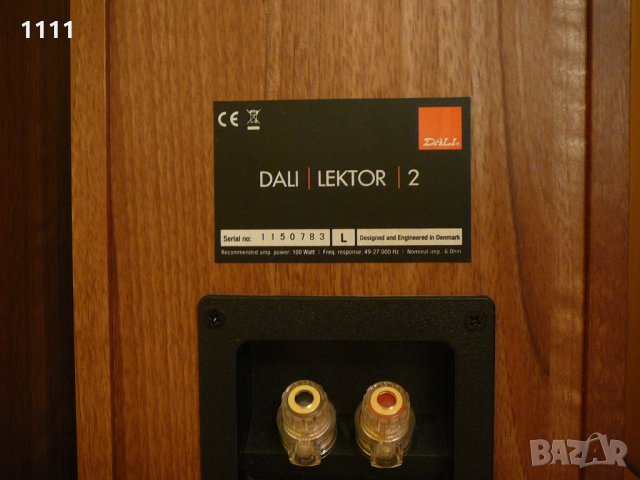 1111
CE
DALI
DALI | LEKTOR | 2
Serial no: 1150783 L Designed and Engineered in Denmark
Recommended amp. power: 100 Watt | Freq. response: 49-27 000 Hz | Nominal imp. 6 Ohm
BAZAR